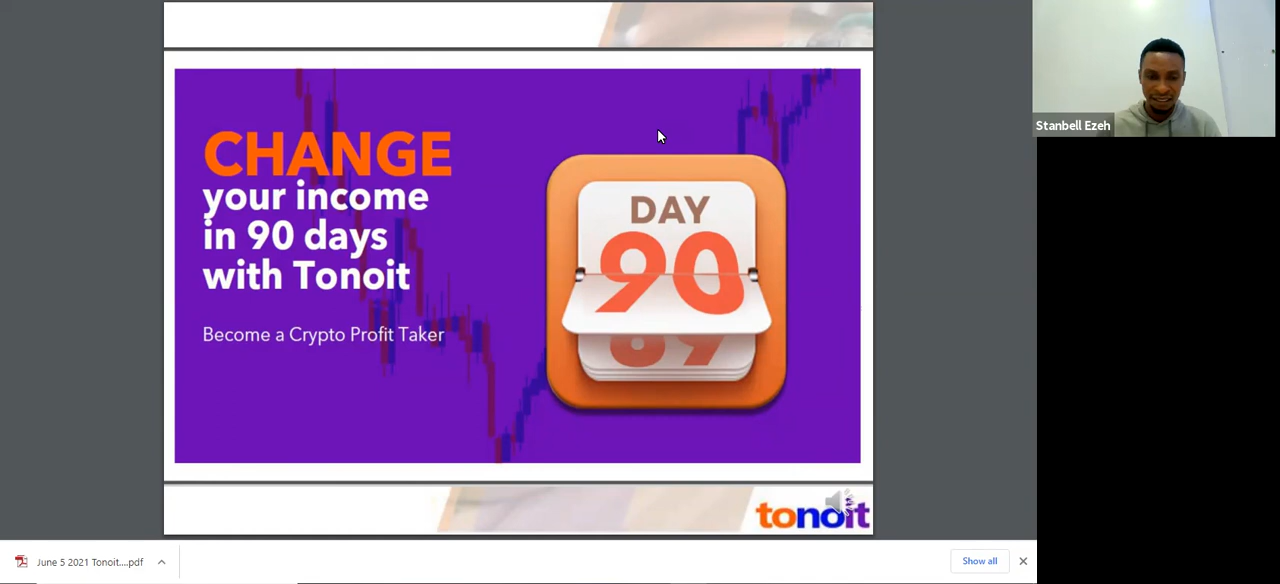 CHANGE
your income
in 90 days
with Tonoit
Become a Crypto Profit Taker
DAY
90
89
tonoit
Stanbell Ezeh
June 5 2021 Tonoit....pdf
Show all